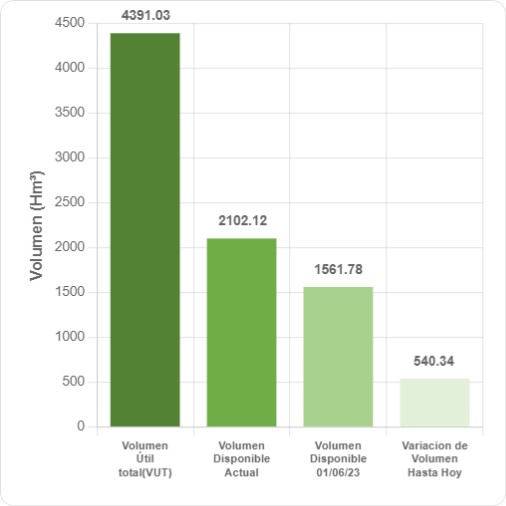 4391.03
4500
4000
3500
3000
2500
2102.12
2000
1561.78
1500
1000
540.34
500
0
Volumen (Hm³)
Volumen
Útil
total(VUT)
Volumen
Disponible
Actual
Volumen
Disponible
01/06/23
Variacion de
Volumen
Hasta Hoy